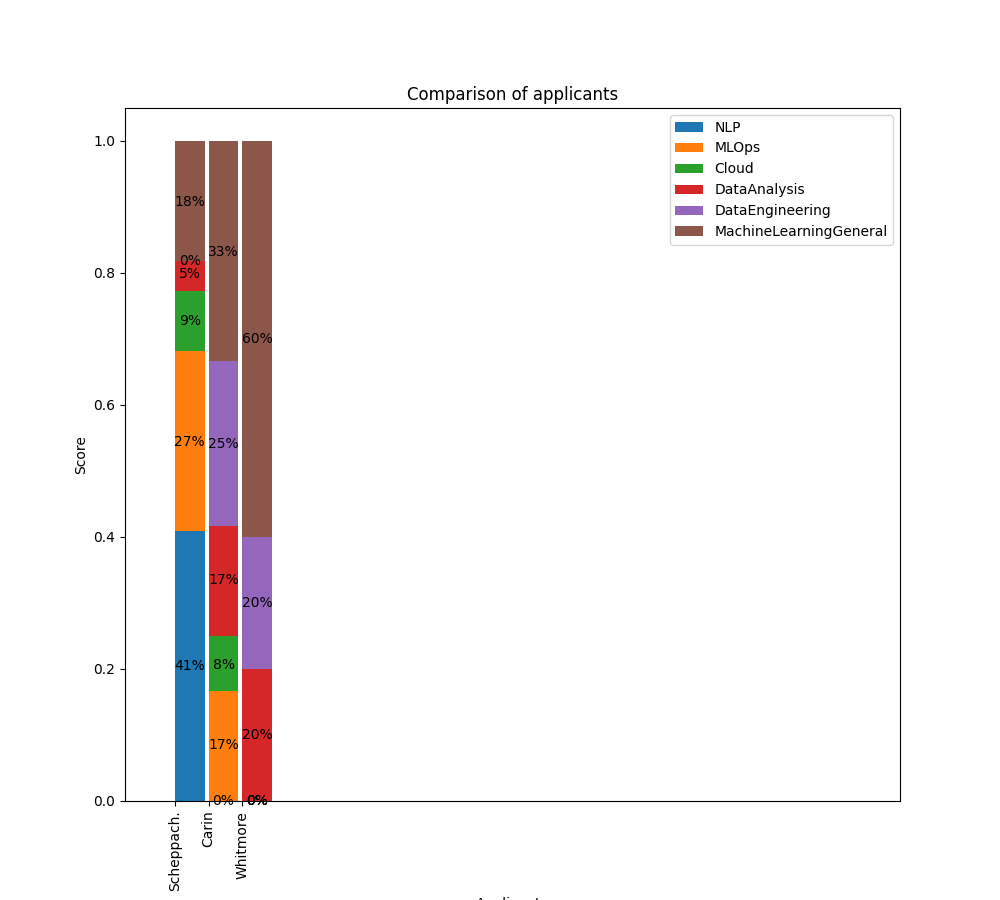 Comparison of applicants
NLP
MLOps
Cloud
DataAnalysis
DataEngineering
MachineLearningGeneral
Score
1.0
0.8
0.6
0.4
0.2
0.0
18%
0%
5%
9%
27%
41%
33%
25%
17%
8%
17%
0%
60%
20%
20%
0%
Scheppach.
Carin
Whitmore